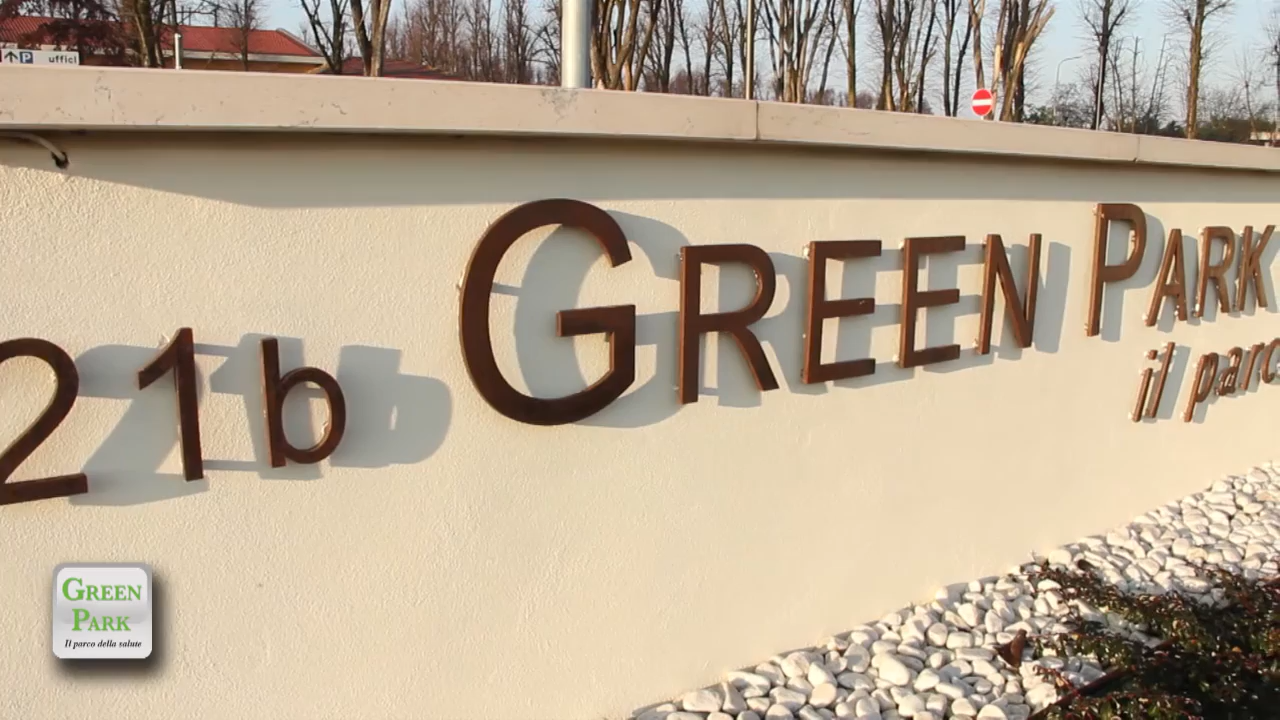 P uffici
21b GREEN PARK
il parc
GREEN
PARK
Il parco della salute